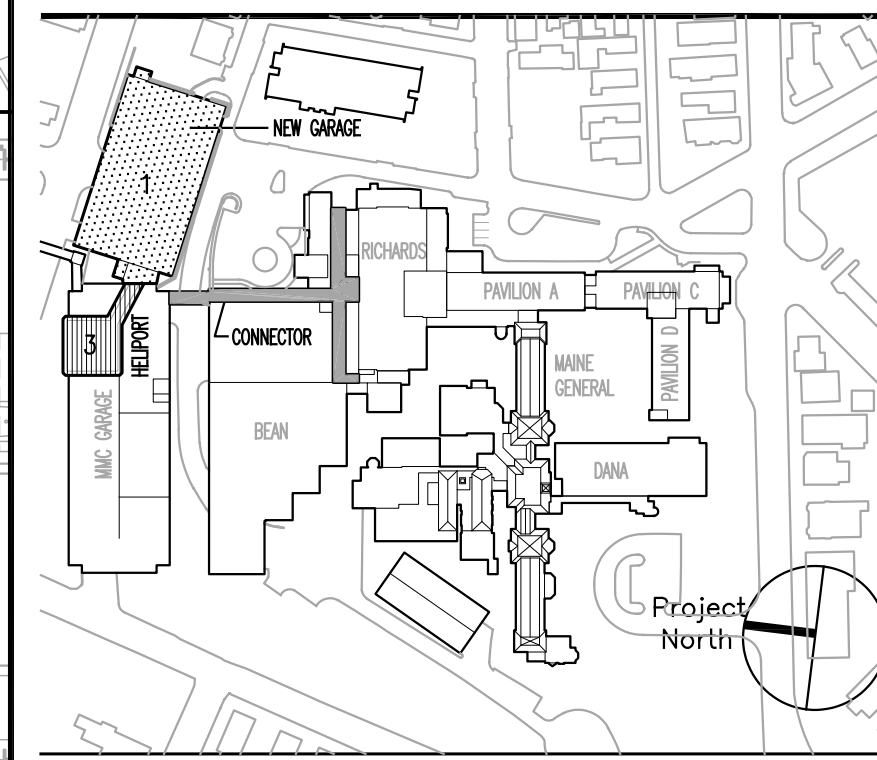 NEW GARAGE
1
RICHARDS
PAVILION A
PAVILION C
CONNECTOR
HELIPORT
3
MAINE
GENERAL
PAVILION D
MMC GARAGE
BEAN
DANA
Project
North